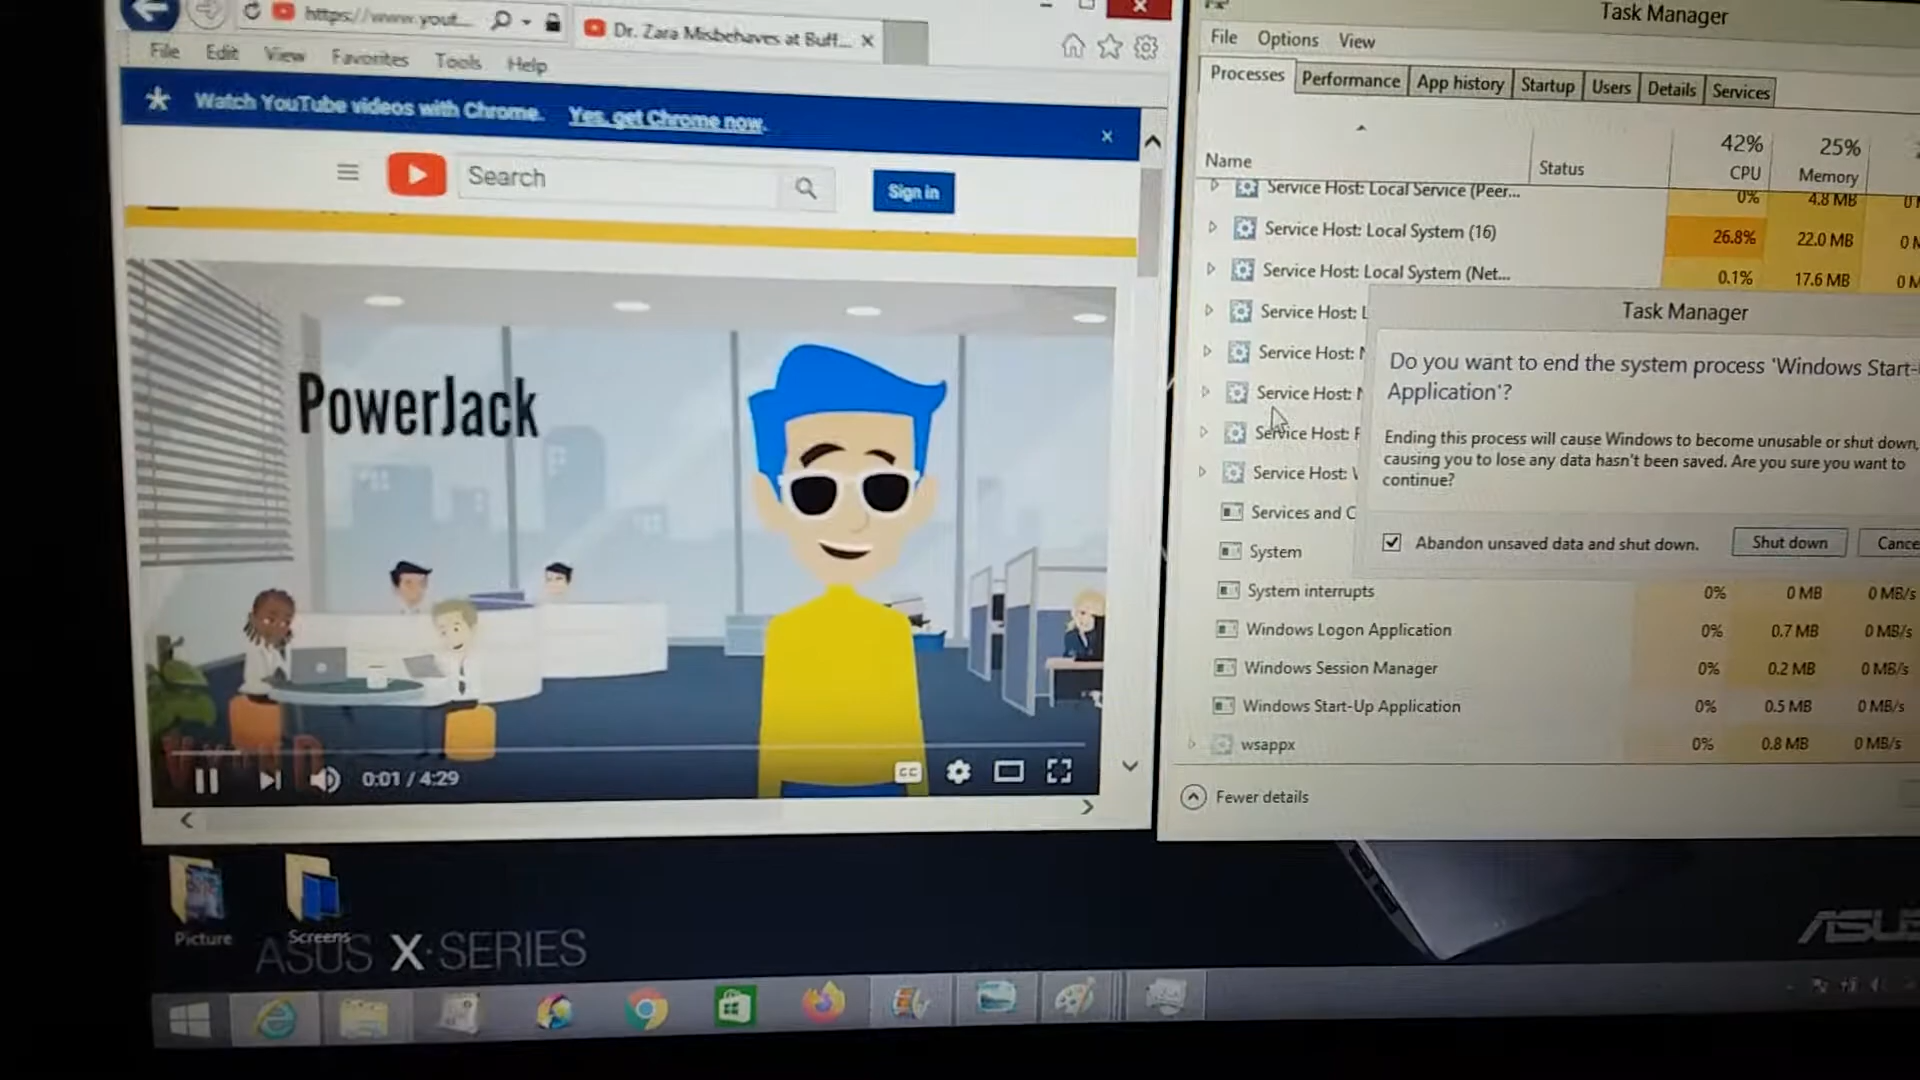 https://www.yout...
Dr. Zara Misbehaves at Buff...
File Edit View Favorites Tools Help
Watch YouTube videos with Chrome. Yes, get Chrome now.
Search
Sign in
PowerJack
0:01 / 4:29
CC
Picture
Screens
ASUS X-SERIES
Task Manager
File Options View
Processes Performance App history Startup Users Details Services
42% 25%
Name Status CPU Memory
Service Host: Local Service (Peer... 0% 4.8 MB
Service Host: Local System (16) 26.8% 22.0 MB 0 M
Service Host: Local System (Net... 0.1% 17.6 MB 0 M
Service Host: L
Service Host: N
Service Host: N
Service Host:
Service Host:
Services and C
System
System interrupts 0% 0 MB 0 MB/s
Windows Logon Application 0% 0.7 MB 0 MB/s
Windows Session Manager 0% 0.2 MB 0 MB/s
Windows Start-Up Application 0% 0.5 MB 0 MB/s
wsappx 0% 0.8 MB 0 MB/s
Fewer details
Task Manager
Do you want to end the system process 'Windows Start-
Application'?
Ending this process will cause Windows to become unusable or shut down,
causing you to lose any data hasn't been saved. Are you sure you want to
continue?
Abandon unsaved data and shut down. Shut down Cance
ASUS